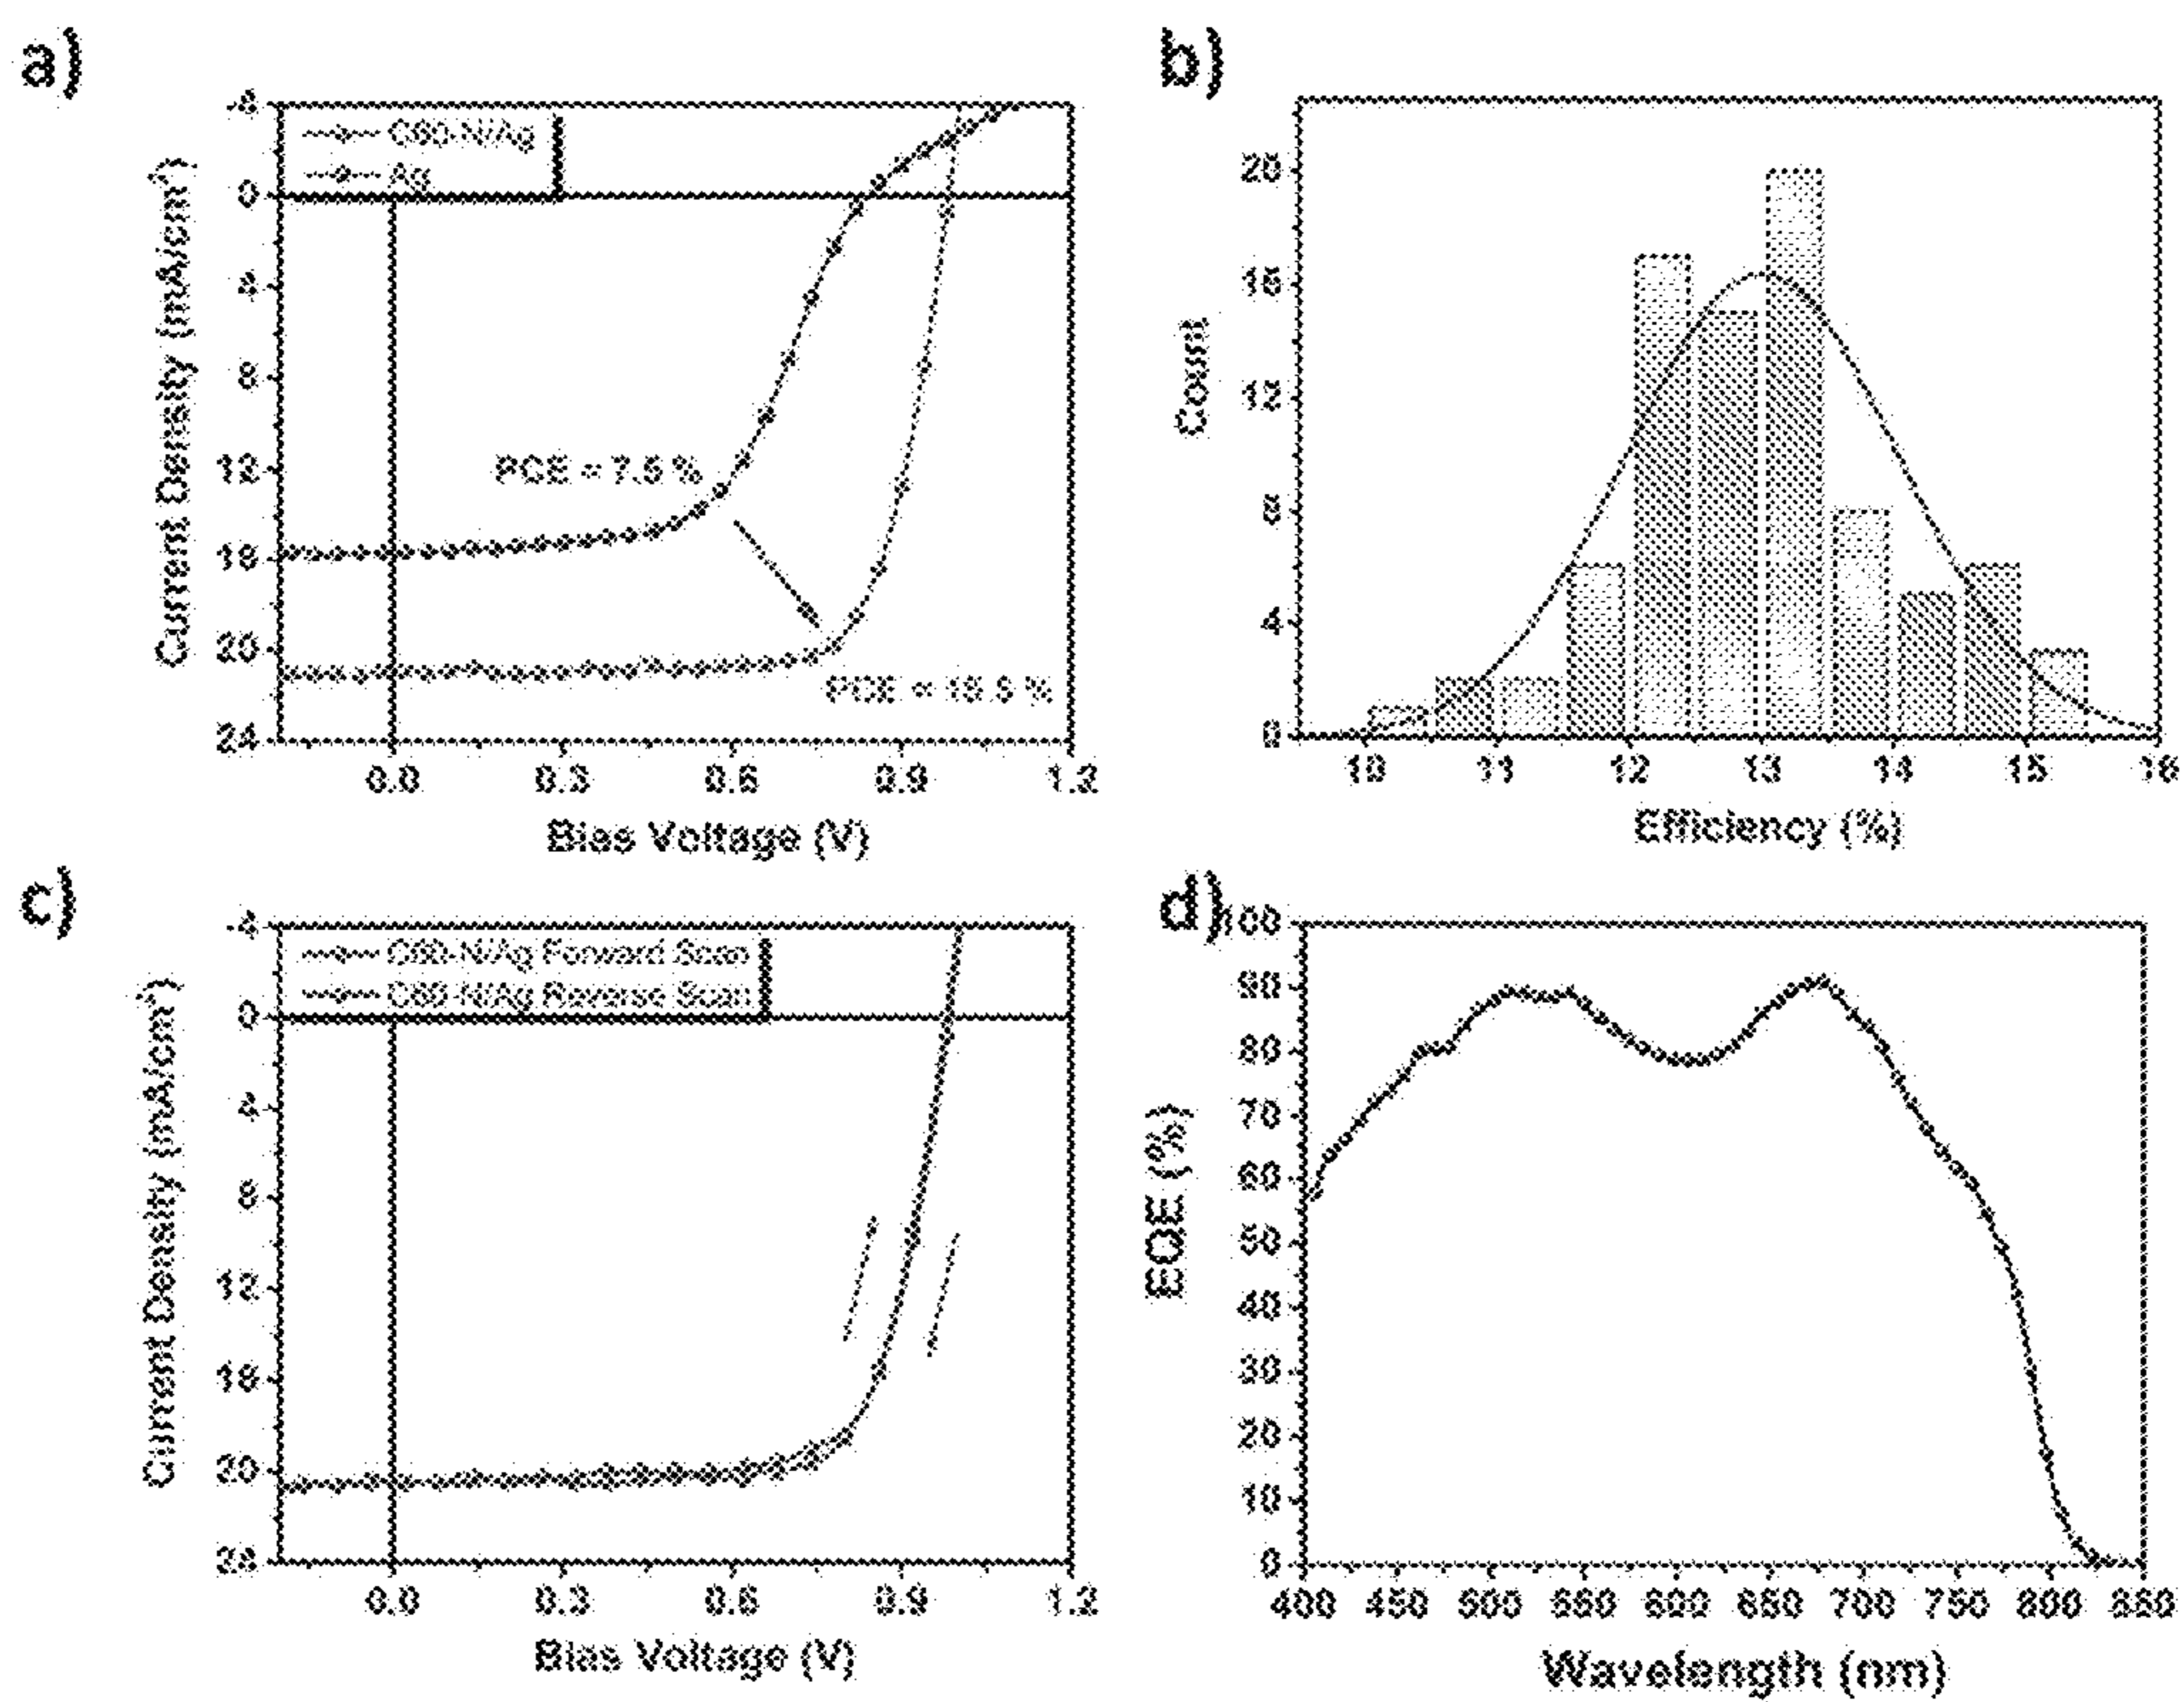 a)
-4
0
4
8
12
16
20
24
C60-N/Ag
Ag
PCE = 7.5 %
0.0 0.3 0.6 0.9 1.2
Bias Voltage (V)
Current Density (mA/cm²)
b)
20
16
12
8
4
0
10 11 12 13 14 15 16
Efficiency (%)
Count
c)
-4
0
4
8
12
16
20
C60-N/Ag Forward Scan
C60-N/Ag Reverse Scan
0.0 0.3 0.6 0.9 1.2
Bias Voltage (V)
Current Density (mA/cm²)
d)
100
90
80
70
60
50
40
30
20
10
0
400 450 500 550 600 650 700 750 800 850
Wavelength (nm)
EQE (%)